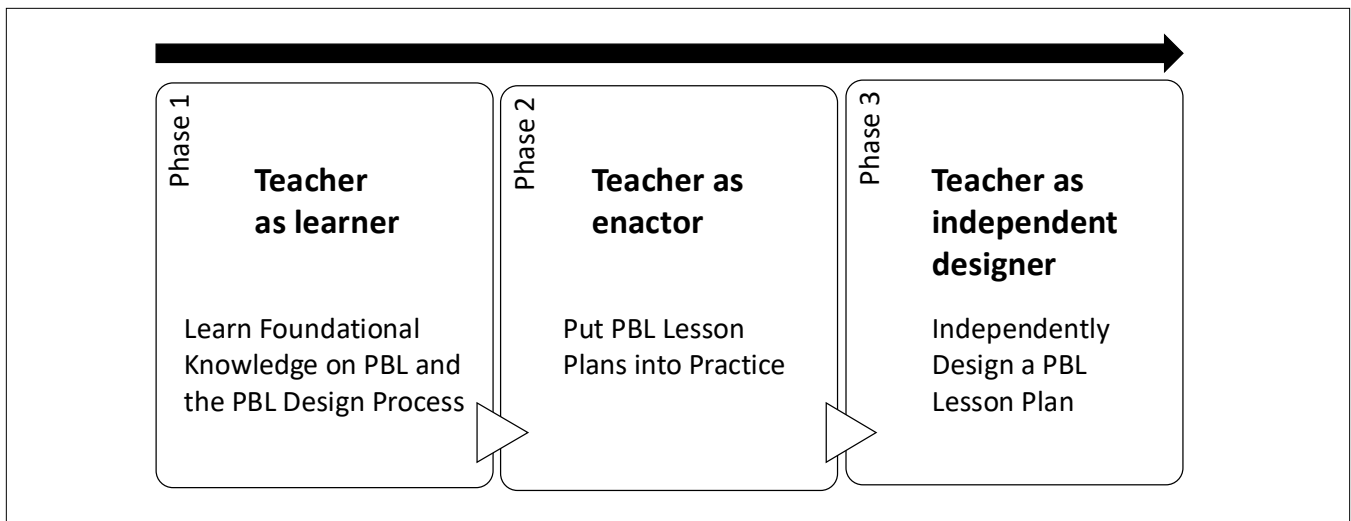 Phase 1
Teacher
as learner
Learn Foundational
Knowledge on PBL and
the PBL Design Process
Phase 2
Teacher as
enactor
Put PBL Lesson
Plans into Practice
Phase 3
Teacher as
independent
designer
Independently
Design a PBL
Lesson Plan